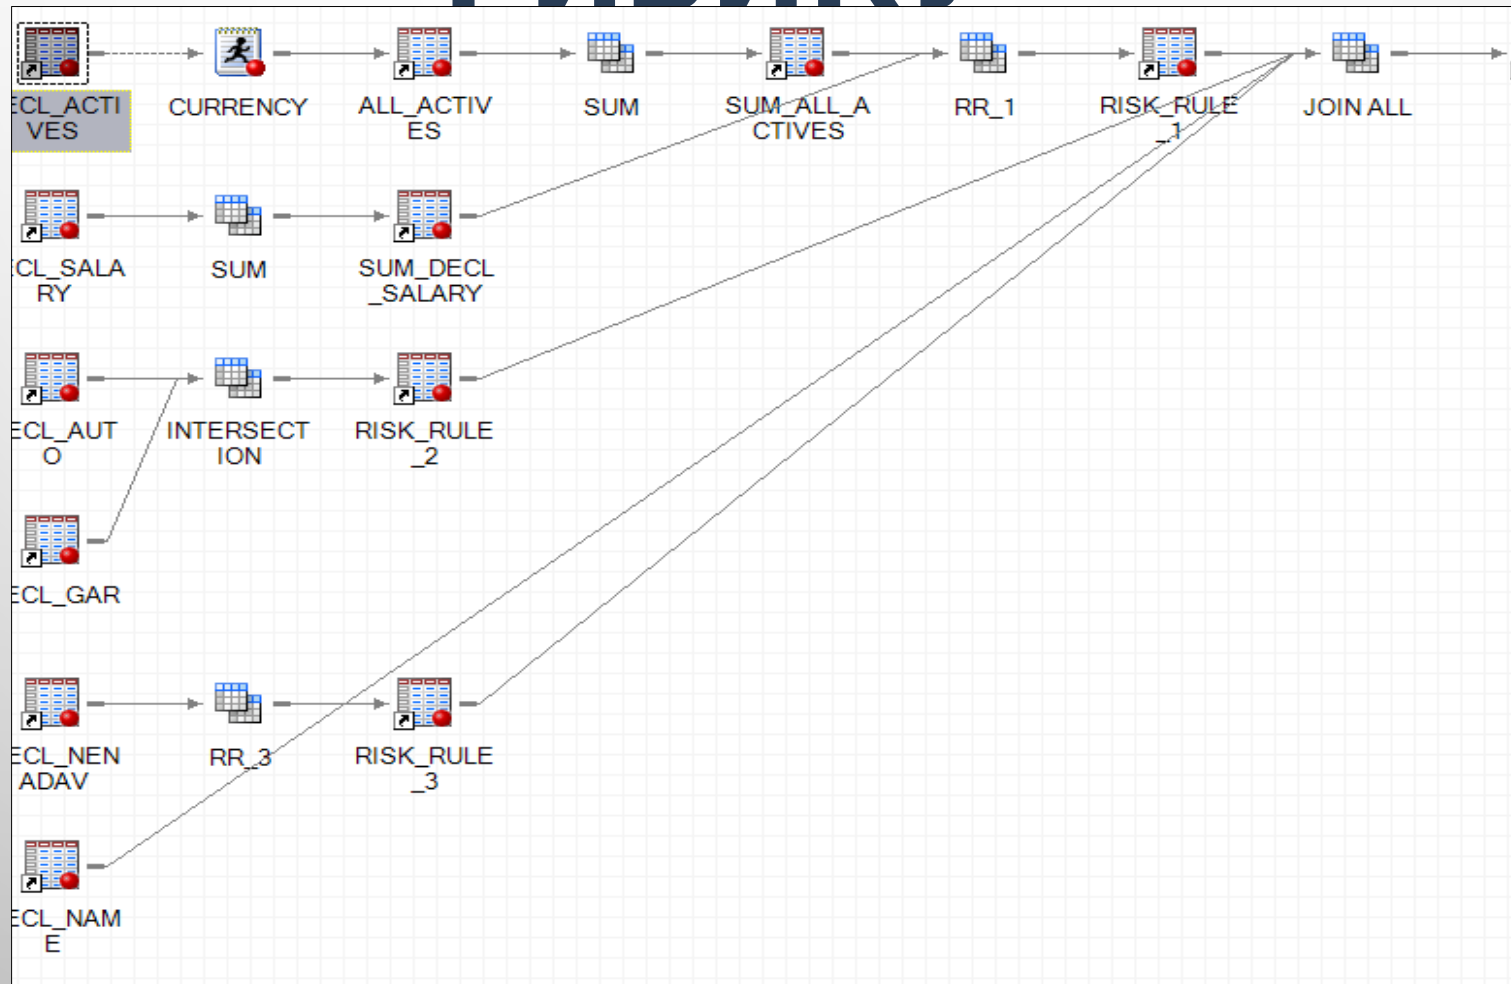 ECL_ACTI
VES
CURRENCY
ALL_ACTIV
ES
SUM
SUM_ALL_A
CTIVES
RR_1
RISK_RULE
_1
JOIN ALL
ECL_SALA
RY
SUM
SUM_DECL
_SALARY
ECL_AUT
O
INTERSECT
ION
RISK_RULE
_2
ECL_GAR
ECL_NEN
ADAV
RR_3
RISK_RULE
_3
ECL_NAM
E